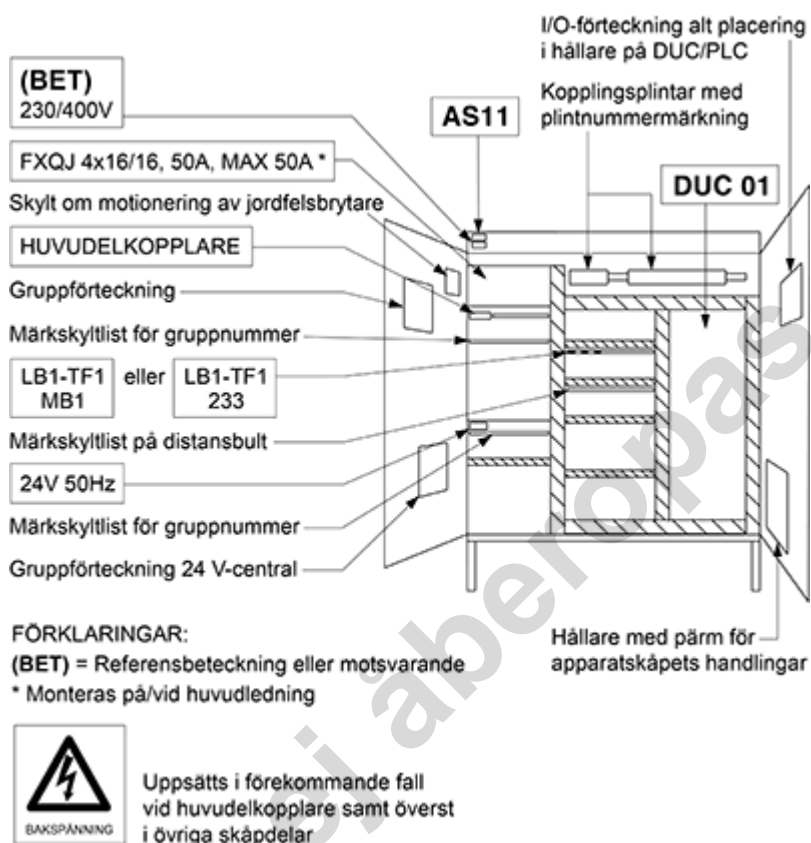 I/O-förteckning alt placering
i hållare på DUC/PLC
Kopplingsplintar med
plintnummermärkning
(BET)
230/400V
AS11
FXQJ 4x16/16, 50A, MAX 50A *
DUC 01
Skylt om motionering av jordfelsbrytare
HUVUDELKOPPLARE
Gruppförteckning
Märkskyltlist för gruppnummer
LB1-TF1
MB1
eller
LB1-TF1
233
Märkskyltlist på distansbult
24V 50Hz
Märkskyltlist för gruppnummer
Gruppförteckning 24 V-central
Hållare med pärm för
apparatskåpets handlingar
FÖRKLARINGAR:
(BET) = Referensbeteckning eller motsvarande
* Monteras på/vid huvudledning
BAKSPÄNNING
Uppsätts i förekommande fall
vid huvudelkopplare samt överst
i övriga skåpdelar
ej åberopas